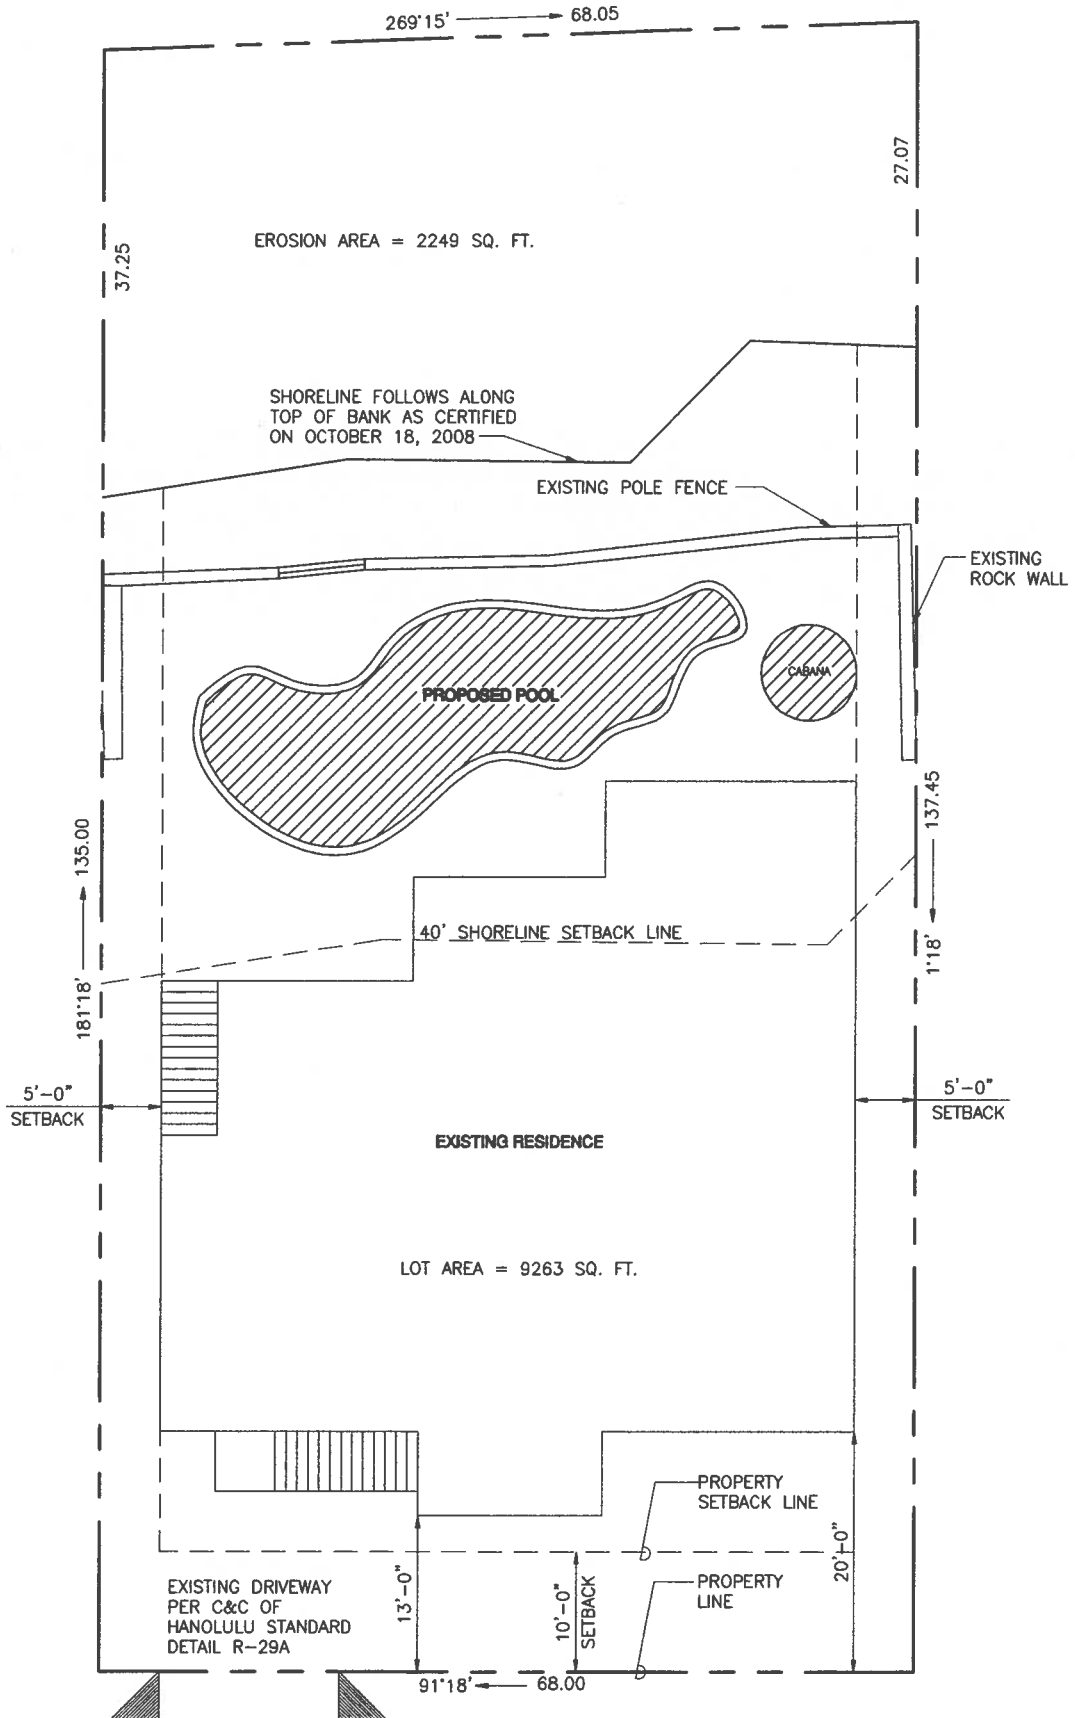 269°15' 68.05
27.07
37.25
EROSION AREA = 2249 SQ. FT.
SHORELINE FOLLOWS ALONG
TOP OF BANK AS CERTIFIED
ON OCTOBER 18, 2008
EXISTING POLE FENCE
EXISTING
ROCK WALL
CABANA
PROPOSED POOL
181°18' 135.00
137.45
1°18'
40' SHORELINE SETBACK LINE
5'-0"
SETBACK
5'-0"
SETBACK
EXISTING RESIDENCE
LOT AREA = 9263 SQ. FT.
PROPERTY
SETBACK LINE
EXISTING DRIVEWAY
PER C&C OF
HANOLULU STANDARD
DETAIL R-29A
13'-0"
10'-0"
SETBACK
PROPERTY
LINE
20'-0"
91°18' 68.00